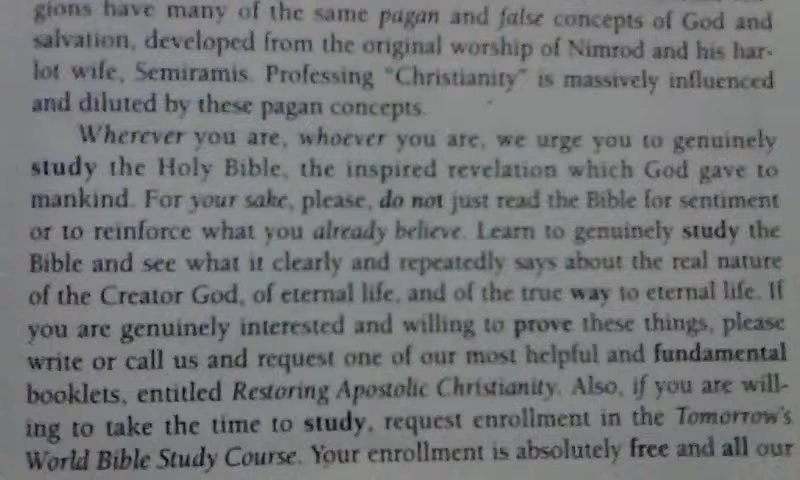 gions have many of the same pagan and false concepts of God and
salvation, developed from the original worship of Nimrod and his har-
lot wife, Semiramis. Professing "Christianity" is massively influenced
and diluted by these pagan concepts.
Wherever you are, whoever you are, we urge you to genuinely
study the Holy Bible, the inspired revelation which God gave to
mankind. For your sake, please, do not just read the Bible for sentiment
or to reinforce what you already believe. Learn to genuinely study the
Bible and see what it clearly and repeatedly says about the real nature
of the Creator God, of eternal life, and of the true way to eternal life. If
you are genuinely interested and willing to prove these things, please
write or call us and request one of our most helpful and fundamental
booklets, entitled Restoring Apostolic Christianity. Also, if you are will-
ing to take the time to study, request enrollment in the Tomorrow's
World Bible Study Course. Your enrollment is absolutely free and all our